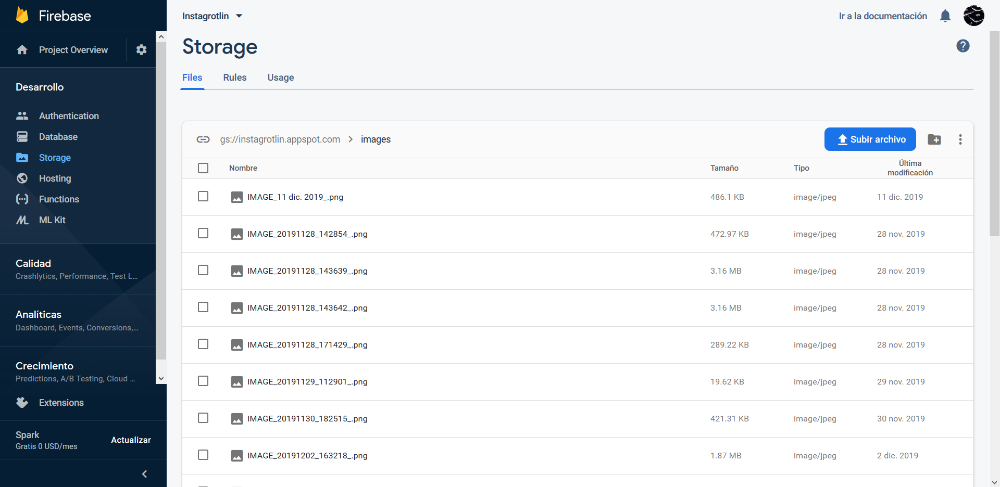 Firebase
Project Overview
Desarrollo
Authentication
Database
Storage
Hosting
Functions
ML Kit
Calidad
Crashlytics, Performance, Test L...
Analíticas
Dashboard, Events, Conversions,...
Crecimiento
Predictions, A/B Testing, Cloud ...
Extensions
Spark
Gratis 0 USD/mes
Actualizar
Instagrotlin
Ir a la documentación
Storage
Files Rules Usage
gs://instagrotlin.appspot.com > images
Subir archivo
Nombre Tamaño Tipo Última
modificación
IMAGE_11 dic. 2019_.png 486.1 KB image/jpeg 11 dic. 2019
IMAGE_20191128_142854_.png 472.97 KB image/jpeg 28 nov. 2019
IMAGE_20191128_143639_.png 3.16 MB image/jpeg 28 nov. 2019
IMAGE_20191128_143642_.png 3.16 MB image/jpeg 28 nov. 2019
IMAGE_20191128_171429_.png 289.22 KB image/jpeg 28 nov. 2019
IMAGE_20191129_112901_.png 19.62 KB image/jpeg 29 nov. 2019
IMAGE_20191130_182515_.png 421.31 KB image/jpeg 30 nov. 2019
IMAGE_20191202_163218_.png 1.87 MB image/jpeg 2 dic. 2019